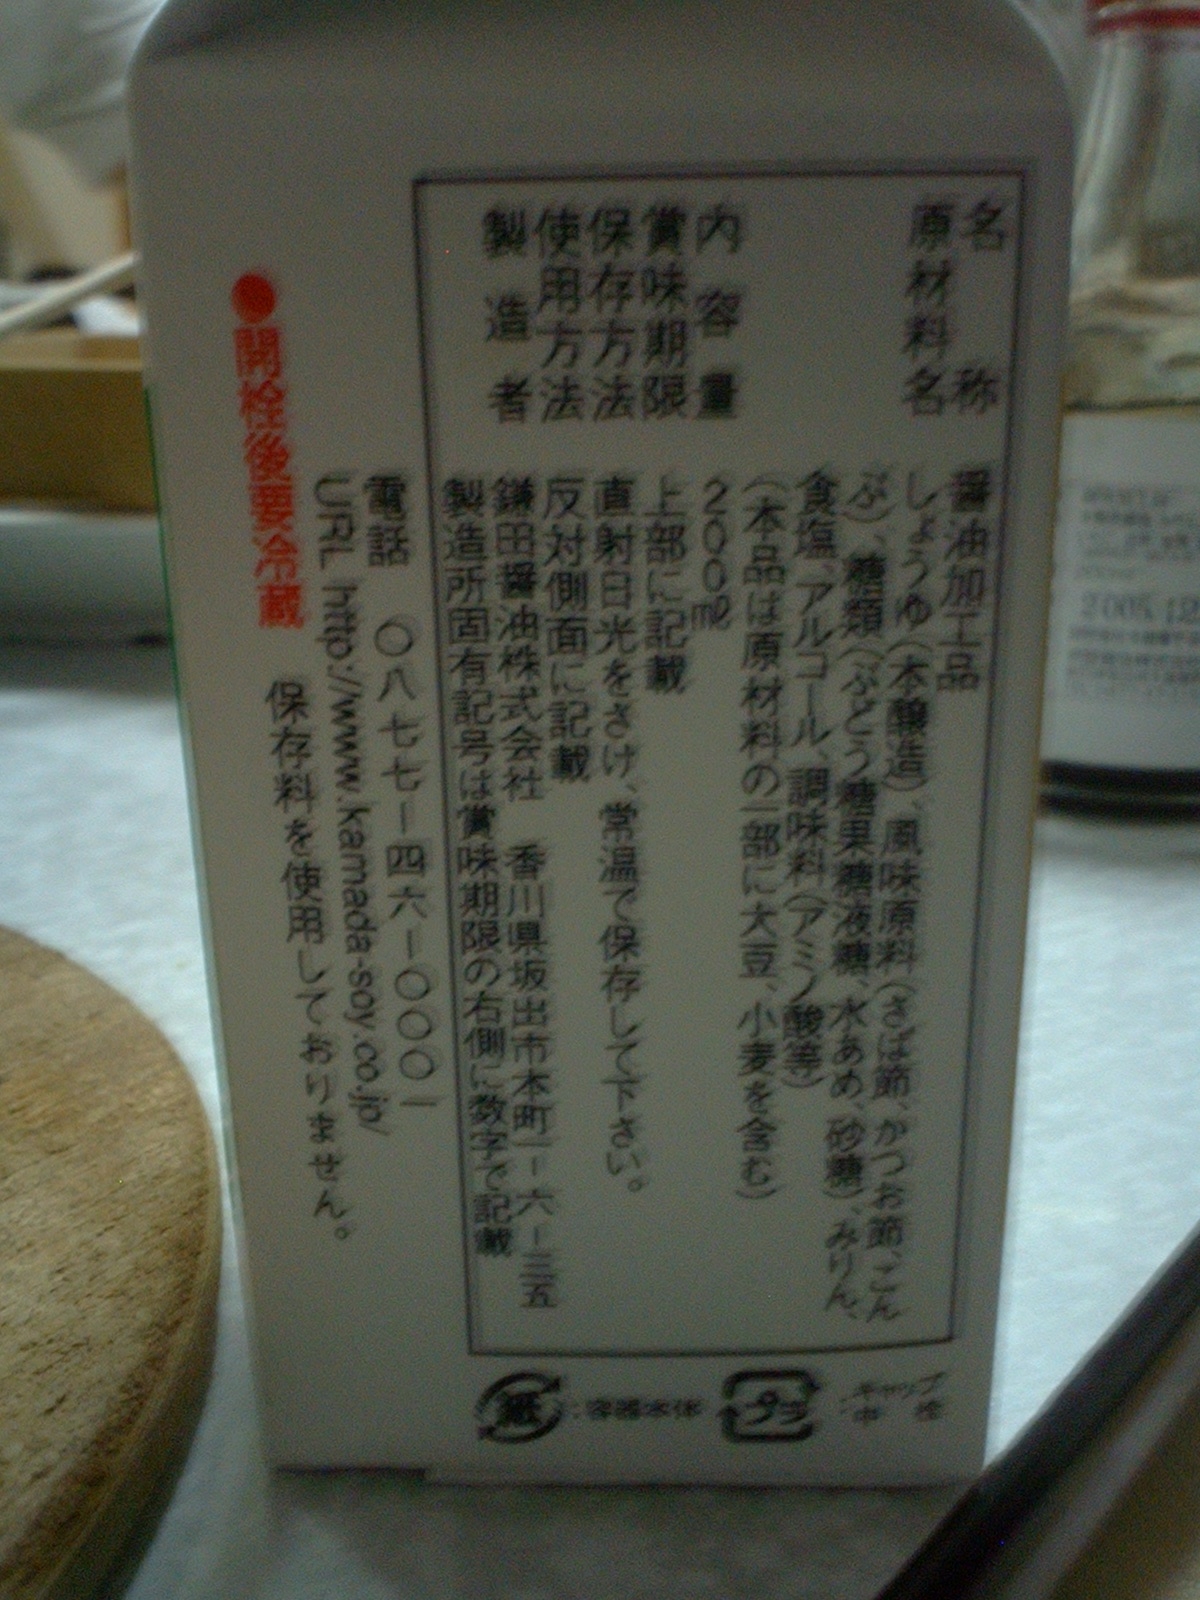 名称 醤油加工品
原材料名 しょうゆ(本醸造)、風味原料(さば節、かつお節、こん
ぶ)、糖類(ぶどう糖果糖液糖、水あめ、砂糖)、みりん、
食塩、アルコール、調味料(アミノ酸等)
(本品は原材料の一部に大豆、小麦を含む)
内容量 200㎖
賞味期限 上部に記載
保存方法 直射日光をさけ、常温で保存して下さい。
使用方法 反対側面に記載
製造者 鎌田醤油株式会社 香川県坂出市本町一-六-三五
製造所固有記号は賞味期限の右側に数字で記載
電話 〇八七七-四六-〇〇〇一
URL http://www.kamada-soy.co.jp/
●開栓後要冷蔵 保存料を使用しておりません。
紙 :容器本体
プラ :キャップ
中栓